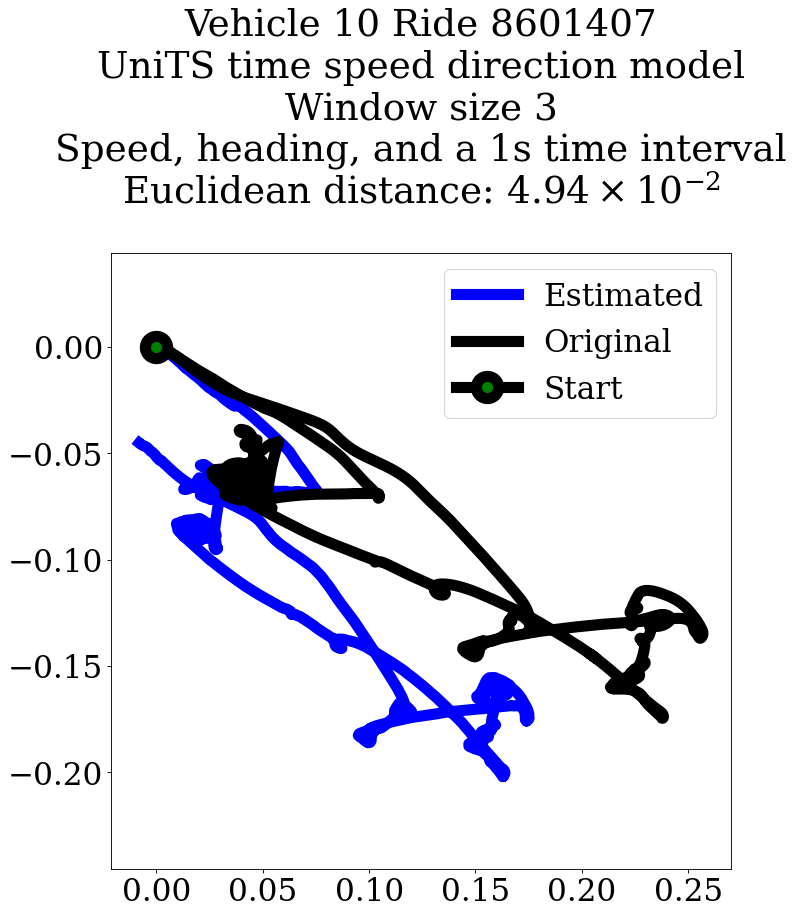 Vehicle 10 Ride 8601407
UniTS time speed direction model
Window size 3
Speed, heading, and a 1s time interval
Euclidean distance: 4.94 × 10⁻²
Estimated
Original
Start
0.00
−0.05
−0.10
−0.15
−0.20
0.00 0.05 0.10 0.15 0.20 0.25